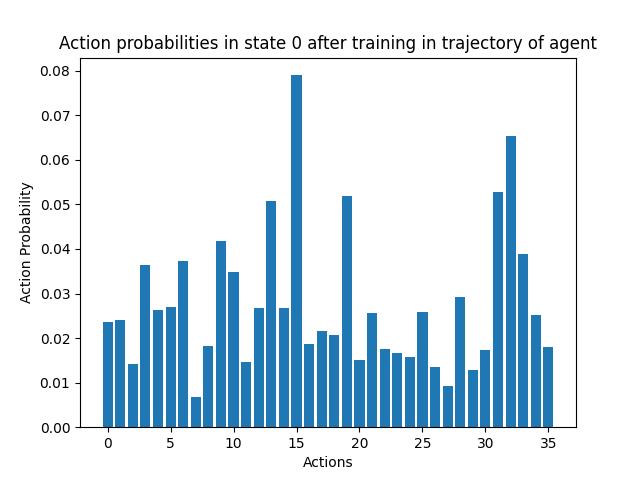 Action probabilities in state 0 after training in trajectory of agent
0.08
0.07
0.06
0.05
0.04
0.03
0.02
0.01
0.00
Action Probability
0 5 10 15 20 25 30 35
Actions